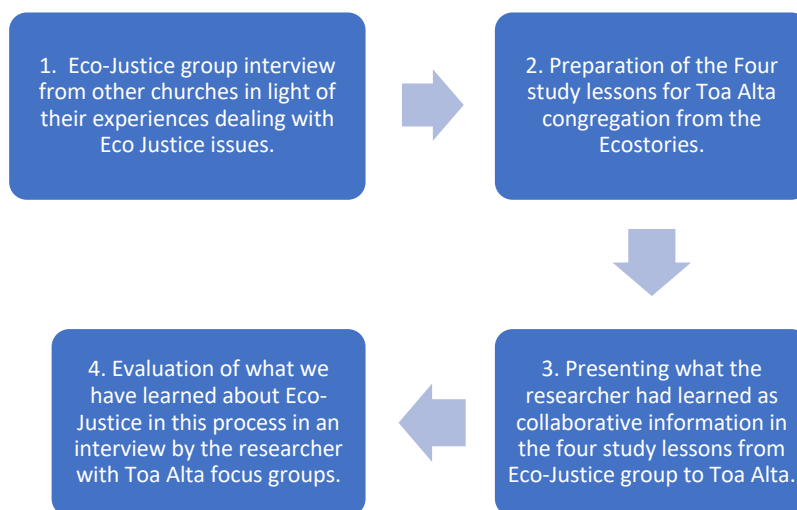 1. Eco-Justice group interview
from other churches in light of
their experiences dealing with
Eco Justice issues.
2. Preparation of the Four
study lessons for Toa Alta
congregation from the
Ecostories.
3. Presenting what the
researcher had learned as
collaborative information in
the four study lessons from
Eco-Justice group to Toa Alta.
4. Evaluation of what we
have learned about Eco-
Justice in this process in an
interview by the researcher
with Toa Alta focus groups.